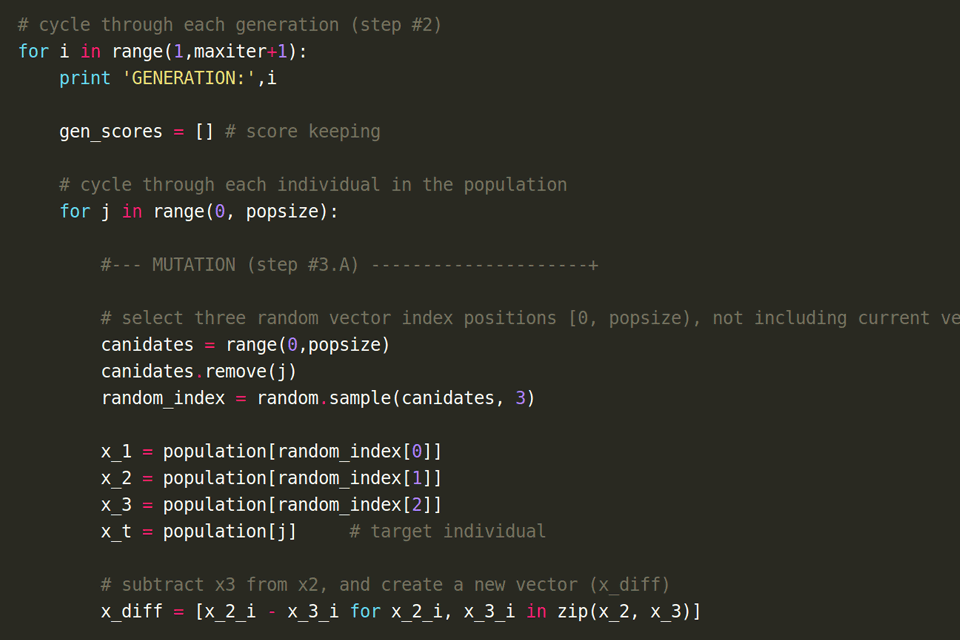 # cycle through each generation (step #2)
for i in range(1,maxiter+1):
    print 'GENERATION:',i
    gen_scores = [] # score keeping
    # cycle through each individual in the population
    for j in range(0, popsize):
        #--- MUTATION (step #3.A) ---------------------+
        # select three random vector index positions [0, popsize), not including current ve
        canidates = range(0,popsize)
        canidates.remove(j)
        random_index = random.sample(canidates, 3)
        x_1 = population[random_index[0]]
        x_2 = population[random_index[1]]
        x_3 = population[random_index[2]]
        x_t = population[j]     # target individual
        # subtract x3 from x2, and create a new vector (x_diff)
        x_diff = [x_2_i - x_3_i for x_2_i, x_3_i in zip(x_2, x_3)]